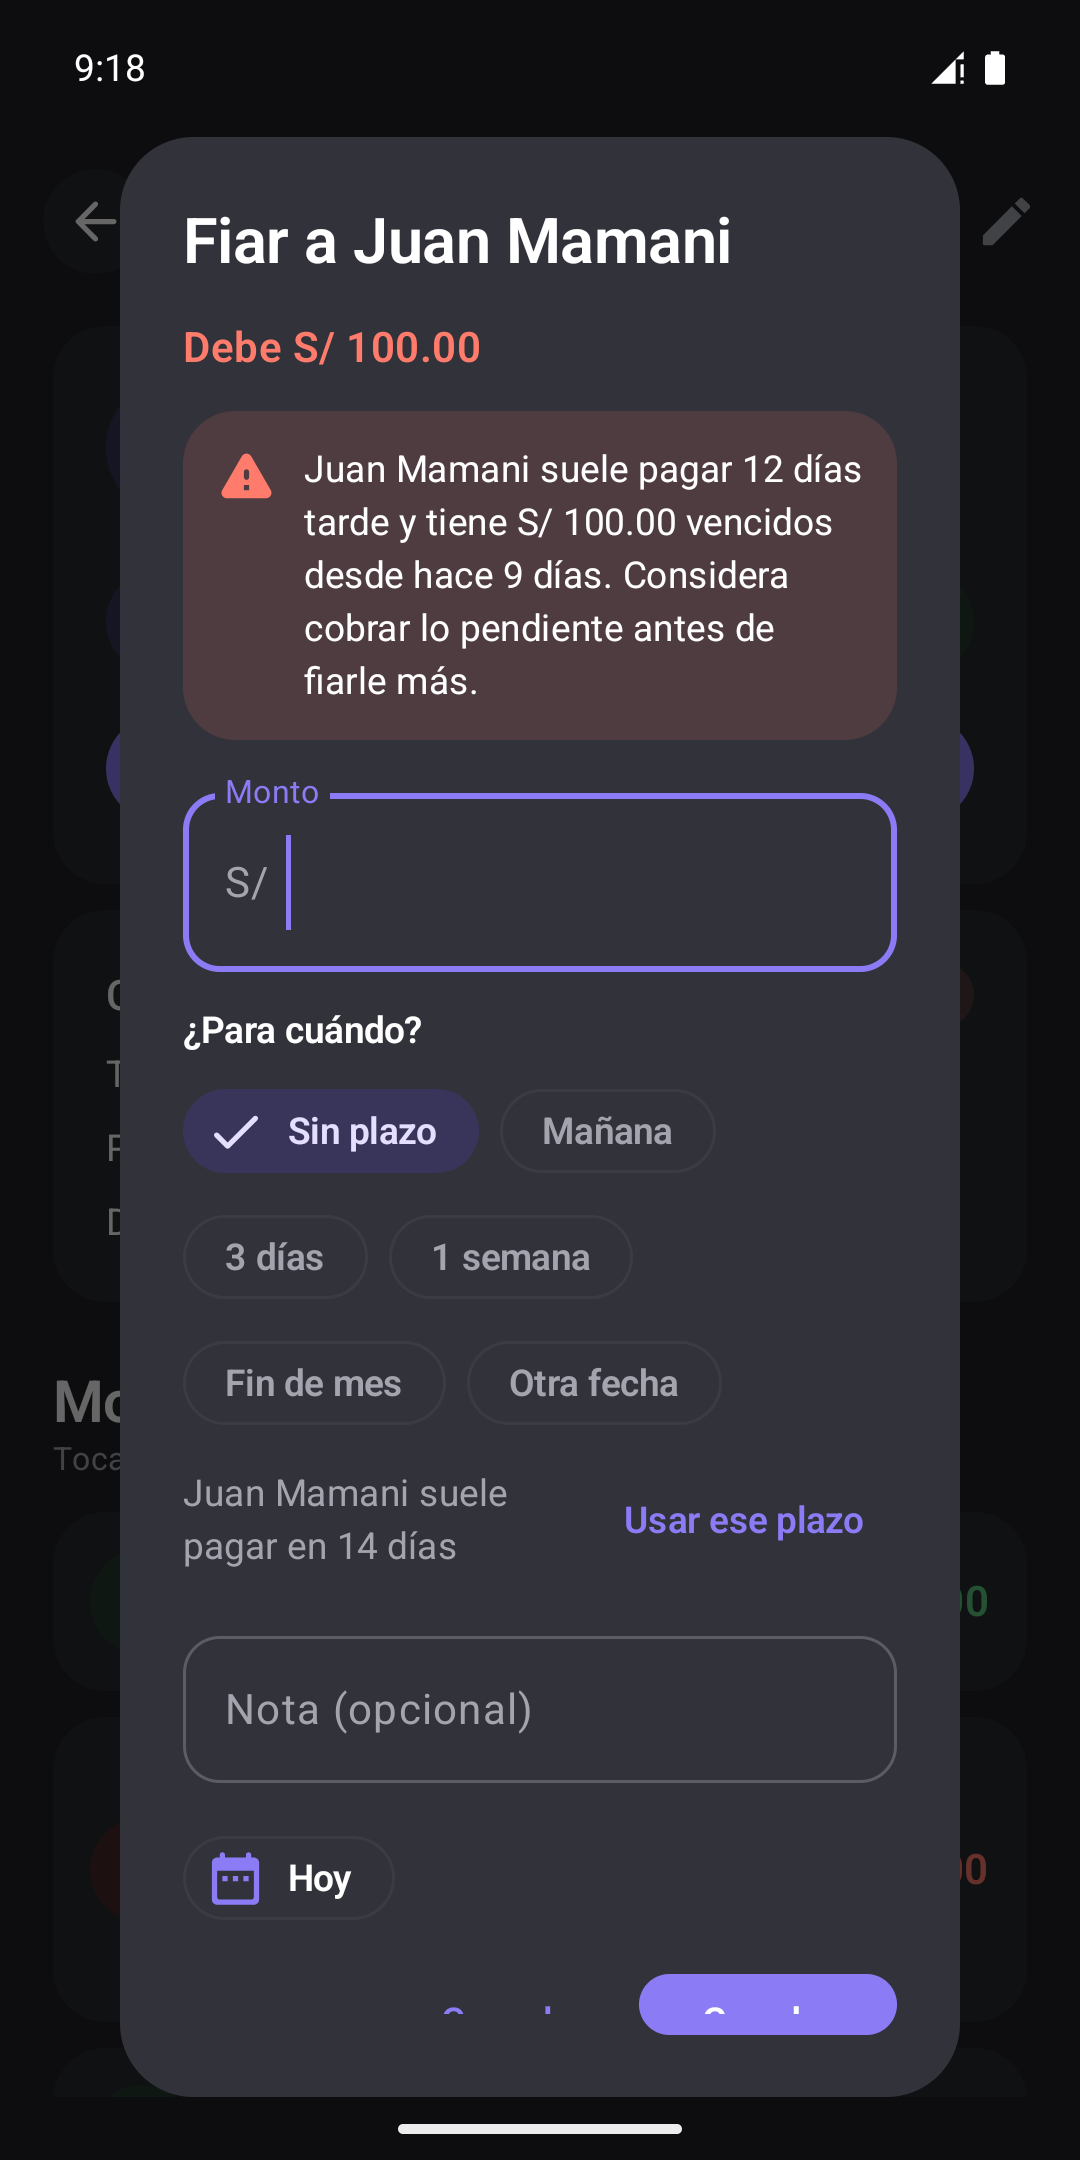 9:18
Fiar a Juan Mamani
Debe S/ 100.00
Juan Mamani suele pagar 12 días
tarde y tiene S/ 100.00 vencidos
desde hace 9 días. Considera
cobrar lo pendiente antes de
fiarle más.
Monto
S/
¿Para cuándo?
Sin plazo
Mañana
3 días
1 semana
Fin de mes
Otra fecha
Juan Mamani suele
pagar en 14 días
Usar ese plazo
Nota (opcional)
Hoy